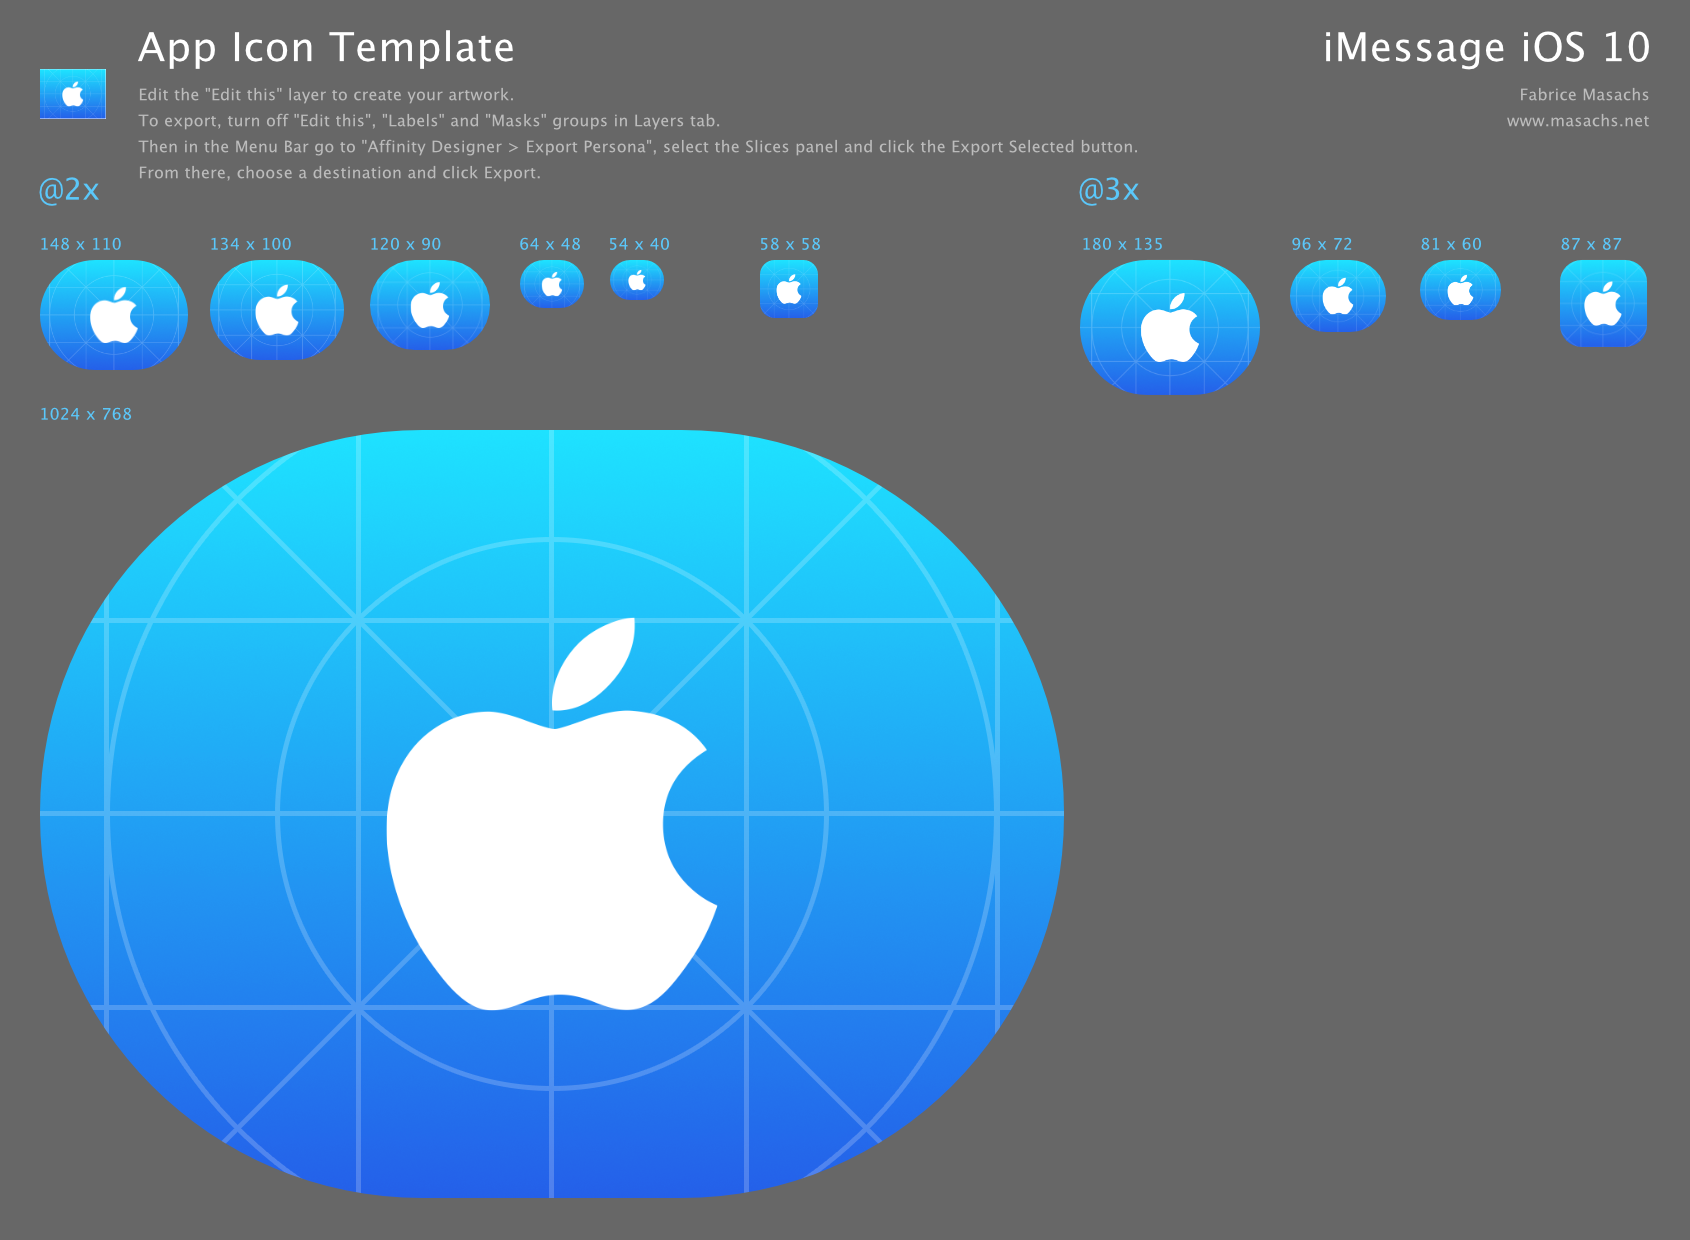 App Icon Template
iMessage iOS 10
Edit the "Edit this" layer to create your artwork.
Fabrice Masachs
To export, turn off "Edit this", "Labels" and "Masks" groups in Layers tab.
www.masachs.net
Then in the Menu Bar go to "Affinity Designer > Export Persona", select the Slices panel and click the Export Selected button.
From there, choose a destination and click Export.
@2x
@3x
148 x 110
134 x 100
120 x 90
64 x 48
54 x 40
58 x 58
180 x 135
96 x 72
81 x 60
87 x 87
1024 x 768